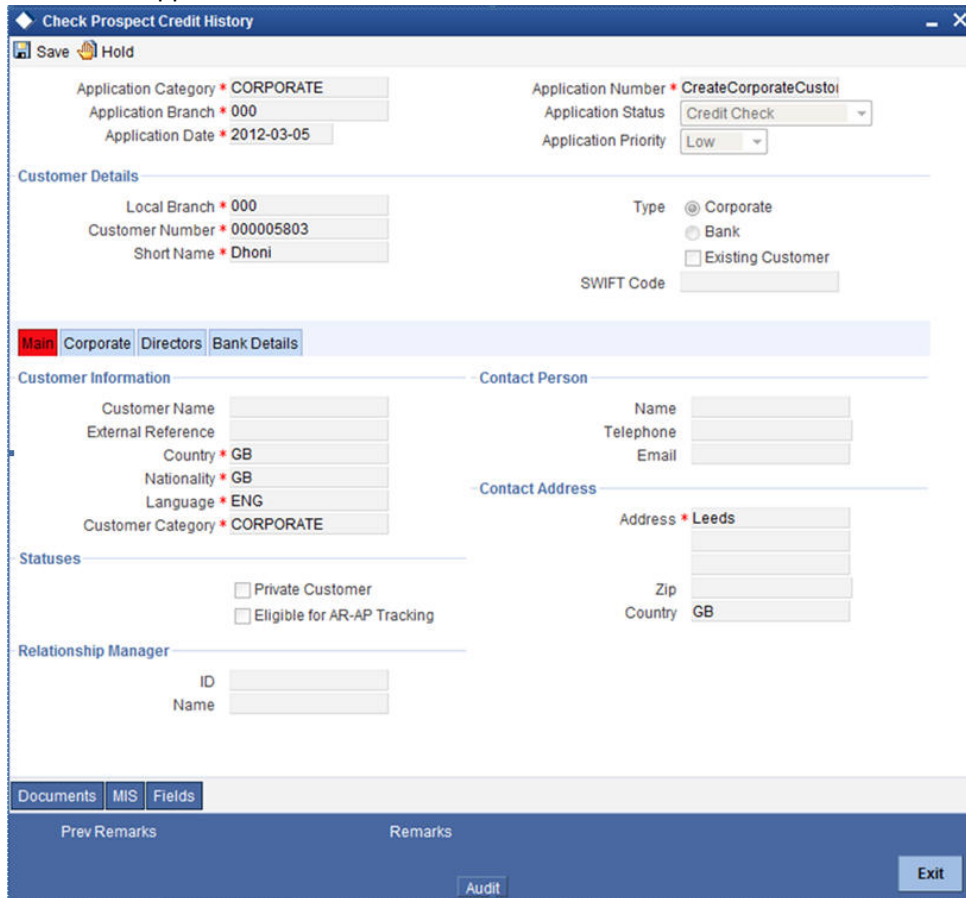 Check Prospect Credit History
Save Hold
Application Category * CORPORATE
Application Branch * 000
Application Date * 2012-03-05
Application Number * CreateCorporateCustoı
Application Status Credit Check
Application Priority Low
Customer Details
Local Branch * 000
Customer Number * 000005803
Short Name * Dhoni
Type Corporate
Bank
Existing Customer
SWIFT Code
Main Corporate Directors Bank Details
Customer Information
Customer Name
External Reference
Country * GB
Nationality * GB
Language * ENG
Customer Category * CORPORATE
Statuses
Private Customer
Eligible for AR-AP Tracking
Relationship Manager
ID
Name
Contact Person
Name
Telephone
Email
Contact Address
Address * Leeds
Zip
Country GB
Documents MIS Fields
Prev Remarks Remarks
Audit
Exit